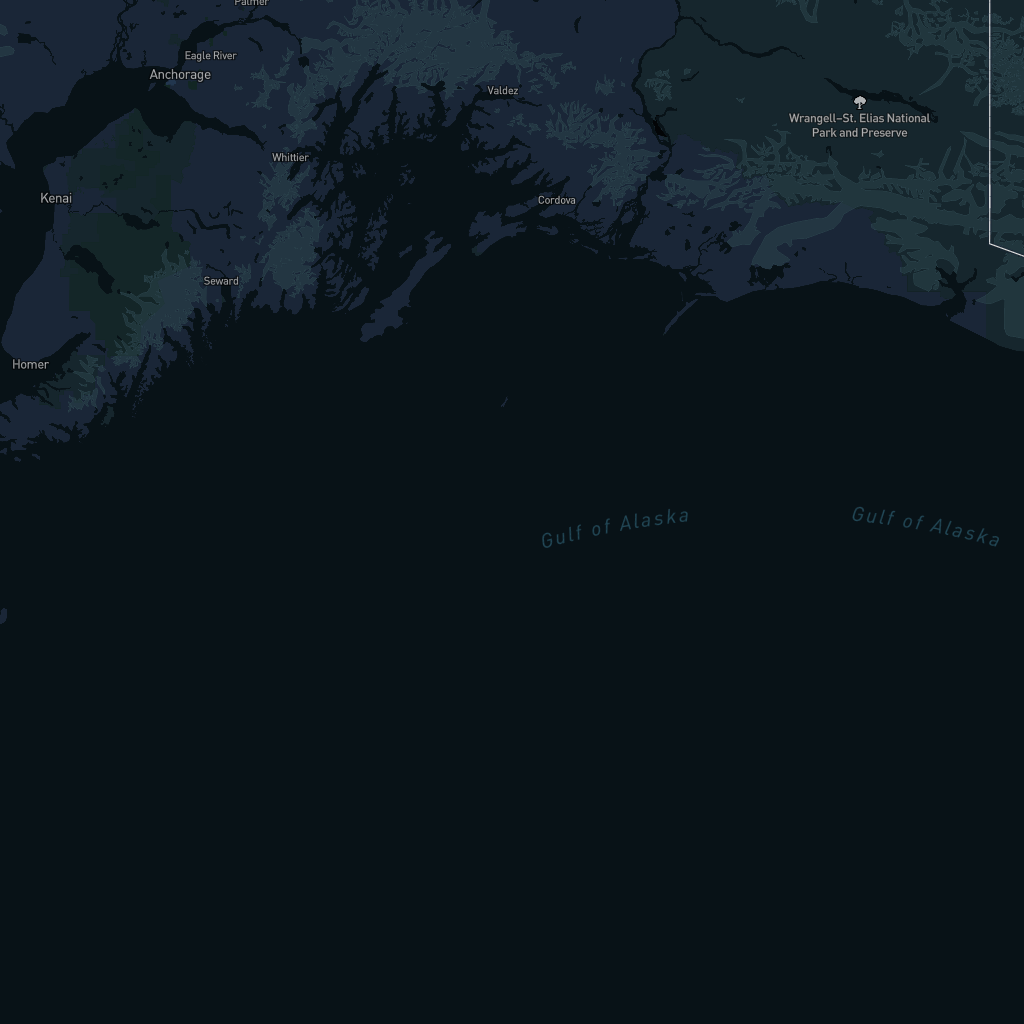 Palmer
Eagle River
Anchorage
Valdez
Wrangell–St. Elias National
Park and Preserve
Whittier
Kenai
Cordova
Seward
Homer
Gulf of Alaska
Gulf of Alaska